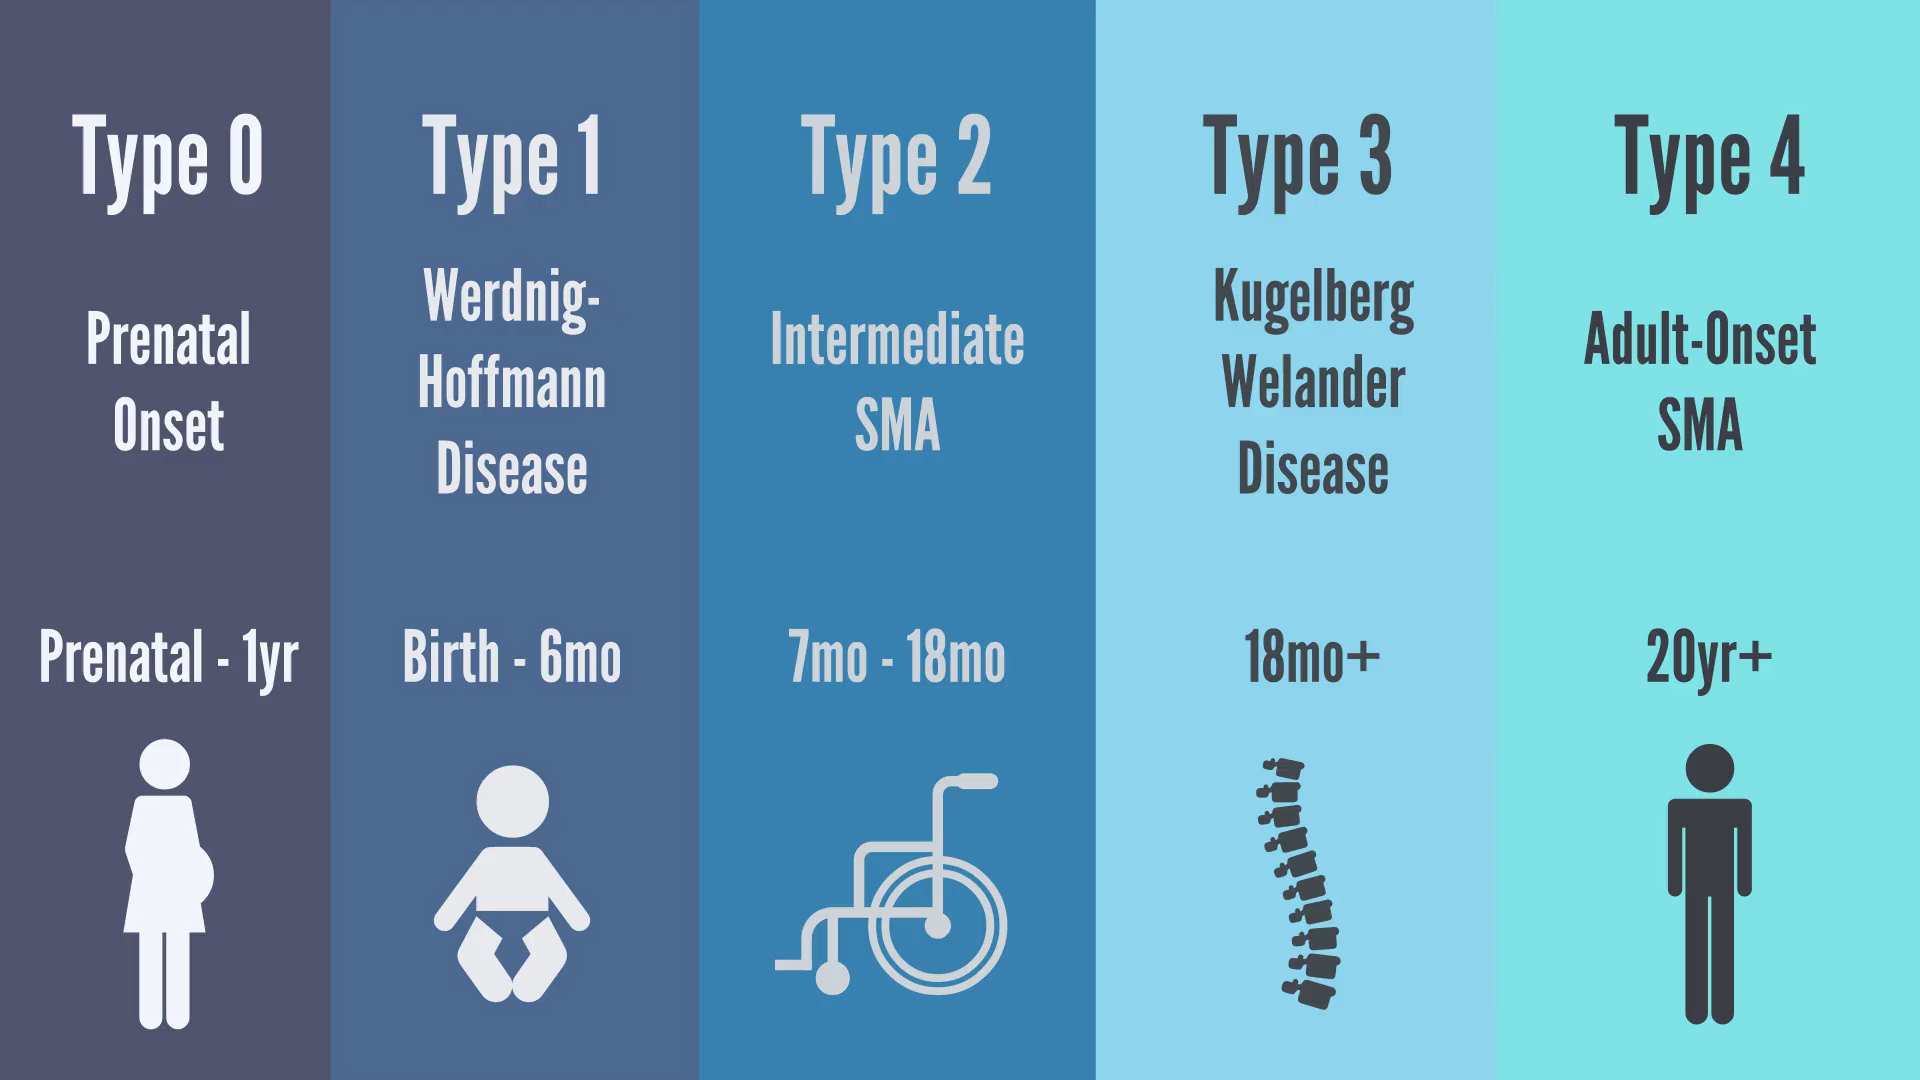 Type 0
Prenatal
Onset
Prenatal - 1yr
Type 1
Werdnig-
Hoffmann
Disease
Birth - 6mo
Type 2
Intermediate
SMA
7mo - 18mo
Type 3
Kugelberg
Welander
Disease
18mo+
Type 4
Adult-Onset
SMA
20yr+